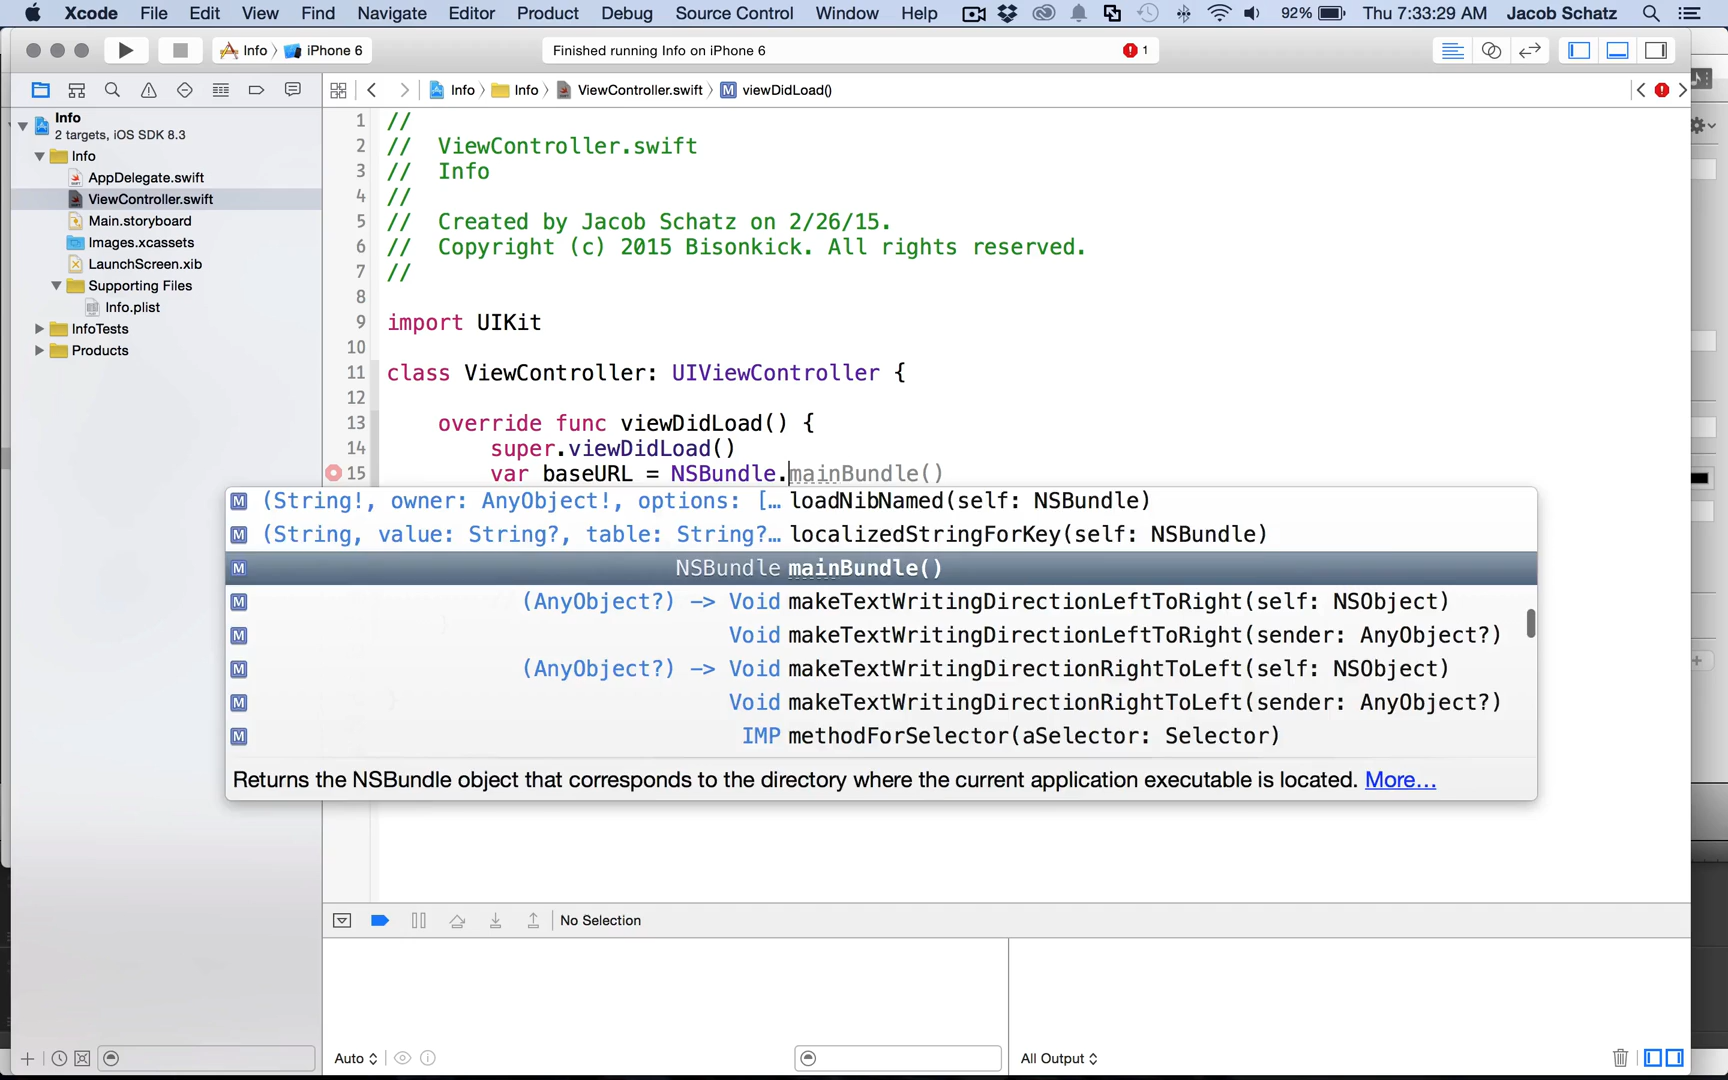 Xcode File Edit View Find Navigate Editor Product Debug Source Control Window Help 92% Thu 7:33:29 AM Jacob Schatz
Info iPhone 6 Finished running Info on iPhone 6 1
Info Info ViewController.swift M viewDidLoad()
Info
2 targets, iOS SDK 8.3
Info
AppDelegate.swift
ViewController.swift
Main.storyboard
Images.xcassets
LaunchScreen.xib
Supporting Files
Info.plist
InfoTests
Products
1 //
2 // ViewController.swift
3 // Info
4 //
5 // Created by Jacob Schatz on 2/26/15.
6 // Copyright (c) 2015 Bisonkick. All rights reserved.
7 //
8
9 import UIKit
10
11 class ViewController: UIViewController {
12
13 override func viewDidLoad() {
14 super.viewDidLoad()
15 var baseURL = NSBundle.mainBundle()
M (String!, owner: AnyObject!, options: [… loadNibNamed(self: NSBundle)
M (String, value: String?, table: String?… localizedStringForKey(self: NSBundle)
M NSBundle mainBundle()
M (AnyObject?) -> Void makeTextWritingDirectionLeftToRight(self: NSObject)
M Void makeTextWritingDirectionLeftToRight(sender: AnyObject?)
M (AnyObject?) -> Void makeTextWritingDirectionRightToLeft(self: NSObject)
M Void makeTextWritingDirectionRightToLeft(sender: AnyObject?)
M IMP methodForSelector(aSelector: Selector)
Returns the NSBundle object that corresponds to the directory where the current application executable is located. More...
No Selection
Auto All Output